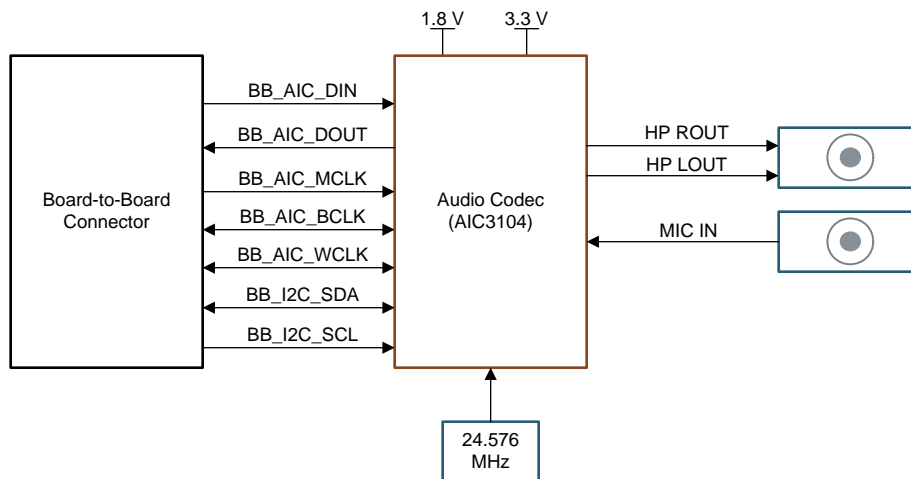 1.8 V
3.3 V
BB_AIC_DIN
BB_AIC_DOUT
BB_AIC_MCLK
BB_AIC_BCLK
BB_AIC_WCLK
BB_I2C_SDA
BB_I2C_SCL
Board-to-Board
Connector
Audio Codec
(AIC3104)
HP ROUT
HP LOUT
MIC IN
24.576
MHz